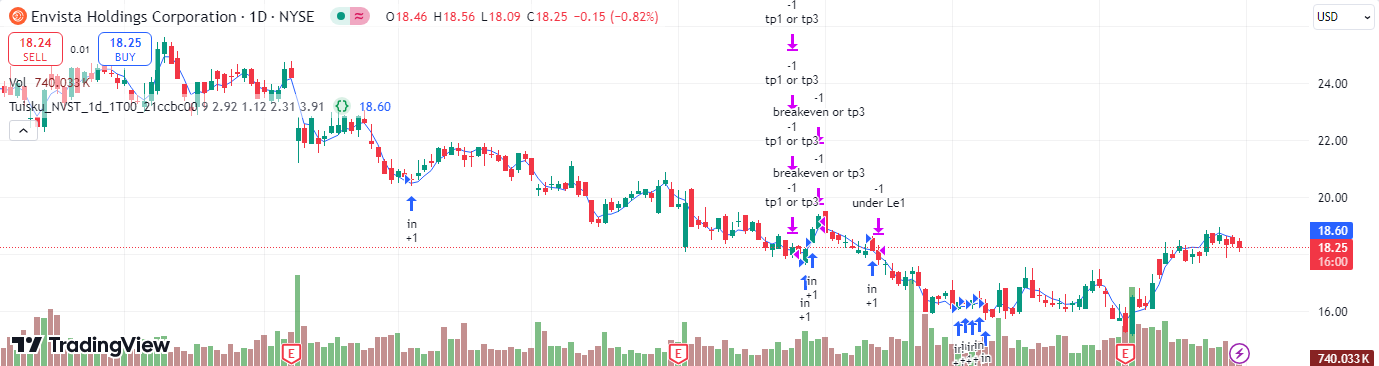 Envista Holdings Corporation · 1D · NYSE
O18.46 H18.56 L18.09 C18.25 −0.15 (−0.82%)
USD
18.24
SELL
0.01
18.25
BUY
Vol 740.033K
Tuisku_NVST_1d_1T00_21ccbc00 9 2.92 1.12 2.31 3.91 {} 18.60
-1
tp1 or tp3
-1
tp1 or tp3
-1
breakeven or tp3
-1
tp1 or tp3
-1
breakeven or tp3
-1
tp1 or tp3
-1
under Le1
in
+1
in
+1
in
+1
in
+1
in
in
24.00
22.00
20.00
18.60
18.25
16:00
16.00
740.033K
E
E
E
TradingView